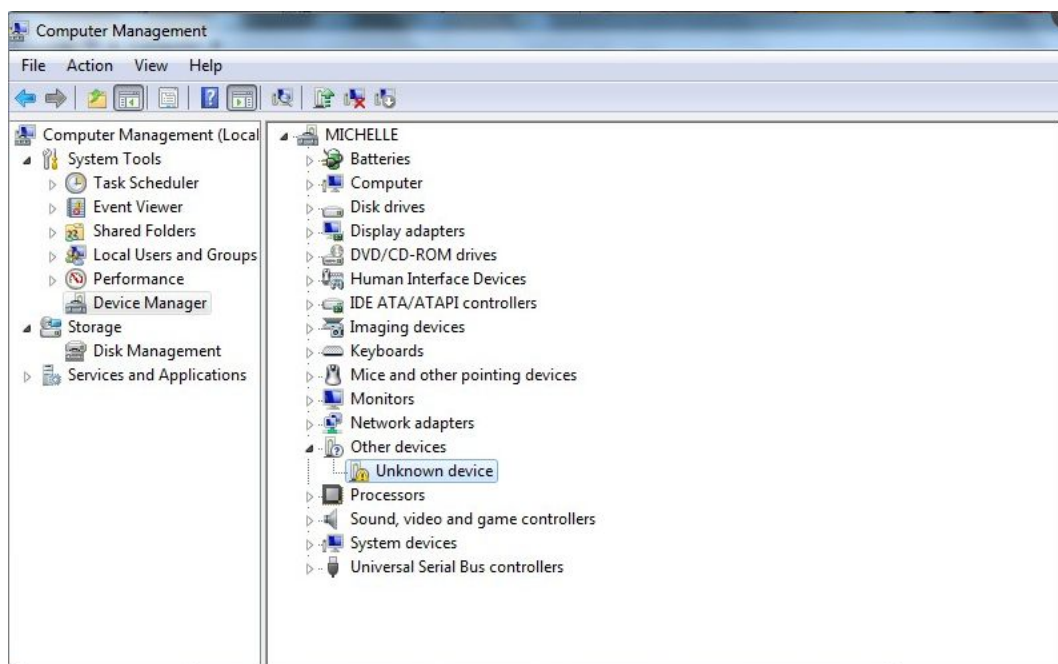 Computer Management
File Action View Help
Computer Management (Local
System Tools
Task Scheduler
Event Viewer
Shared Folders
Local Users and Groups
Performance
Device Manager
Storage
Disk Management
Services and Applications
MICHELLE
Batteries
Computer
Disk drives
Display adapters
DVD/CD-ROM drives
Human Interface Devices
IDE ATA/ATAPI controllers
Imaging devices
Keyboards
Mice and other pointing devices
Monitors
Network adapters
Other devices
Unknown device
Processors
Sound, video and game controllers
System devices
Universal Serial Bus controllers